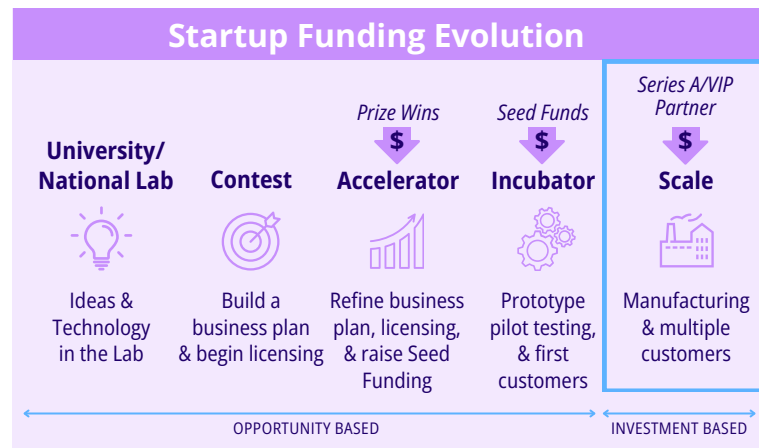 Startup Funding Evolution
University/
National Lab
Ideas &
Technology
in the Lab
Contest
Build a
business plan
& begin licensing
Prize Wins
$
Accelerator
Refine business
plan, licensing,
& raise Seed
Funding
Seed Funds
$
Incubator
Prototype
pilot testing,
& first
customers
Series A/VIP
Partner
$
Scale
Manufacturing
& multiple
customers
OPPORTUNITY BASED
INVESTMENT BASED